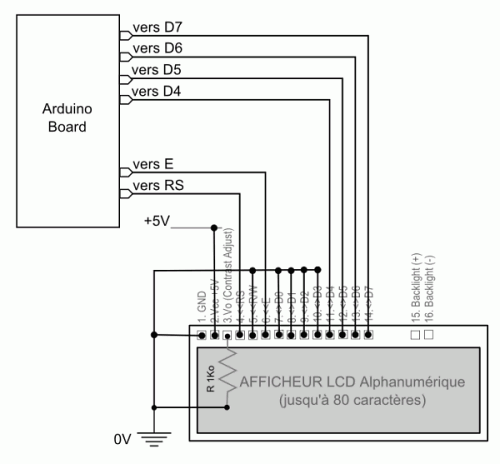 vers D7
vers D6
vers D5
vers D4
Arduino
Board
vers E
vers RS
+5V
1. GND
2.Vcc +5V
3.Vo (Contrast Adjust)
4.<=RS
5.<=R/W
6.<=E
7.<=>D0
8.<=>D1
9.<=>D2
10.<=>D3
11.<=>D4
12.<=>D5
13.<=>D6
14.<=>D7
15. Backlight (+)
16. Backlight (-)
R 1Ko
AFFICHEUR LCD Alphanumérique
(jusqu'à 80 caractères)
0V